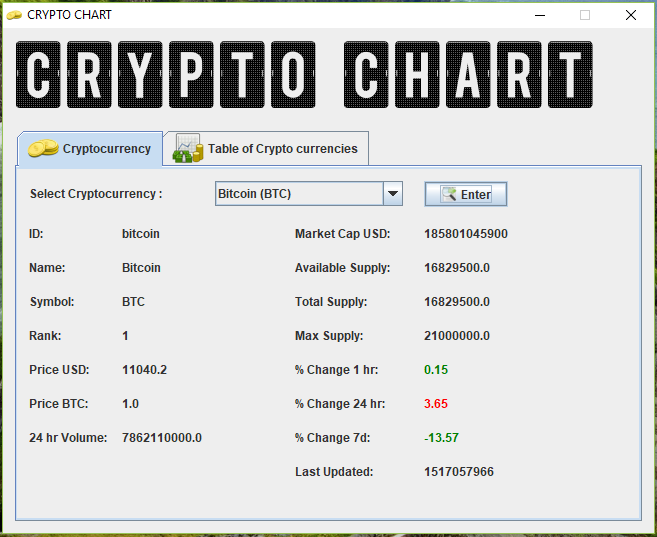 CRYPTO CHART
CRYPTO CHART
Cryptocurrency Table of Crypto currencies
Select Cryptocurrency : Bitcoin (BTC) Enter
ID: bitcoin Market Cap USD: 185801045900
Name: Bitcoin Available Supply: 16829500.0
Symbol: BTC Total Supply: 16829500.0
Rank: 1 Max Supply: 21000000.0
Price USD: 11040.2 % Change 1 hr: 0.15
Price BTC: 1.0 % Change 24 hr: 3.65
24 hr Volume: 7862110000.0 % Change 7d: -13.57
Last Updated: 1517057966